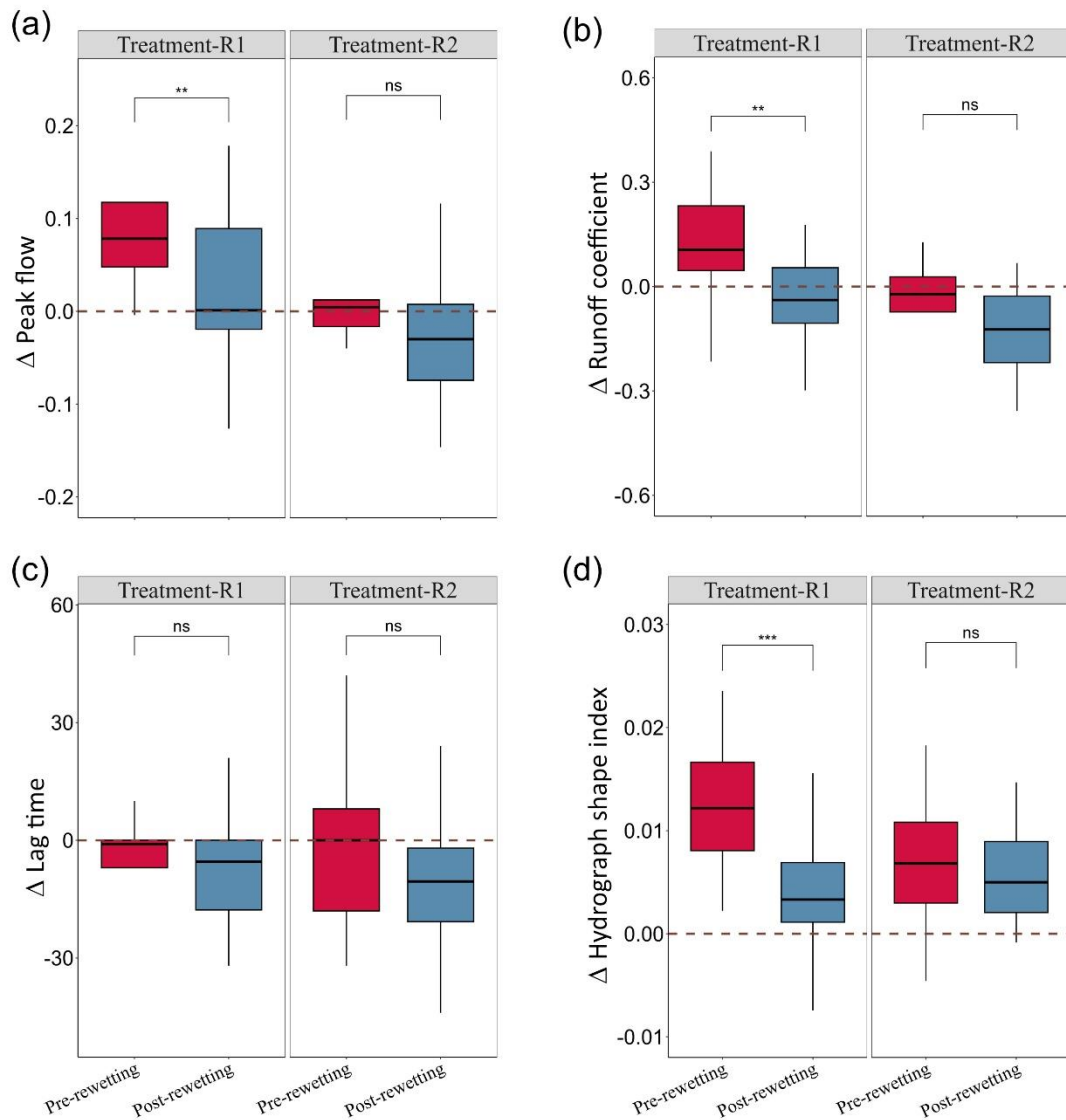 (a)
Treatment-R1
Treatment-R2
**
ns
0.2
0.1
0.0
-0.1
-0.2
Δ Peak flow
(b)
Treatment-R1
Treatment-R2
**
ns
0.6
0.3
0.0
-0.3
-0.6
Δ Runoff coefficient
(c)
Treatment-R1
Treatment-R2
ns
ns
60
30
0
-30
Δ Lag time
Pre-rewetting
Post-rewetting
Pre-rewetting
Post-rewetting
(d)
Treatment-R1
Treatment-R2
***
ns
0.03
0.02
0.01
0.00
-0.01
Δ Hydrograph shape index
Pre-rewetting
Post-rewetting
Pre-rewetting
Post-rewetting